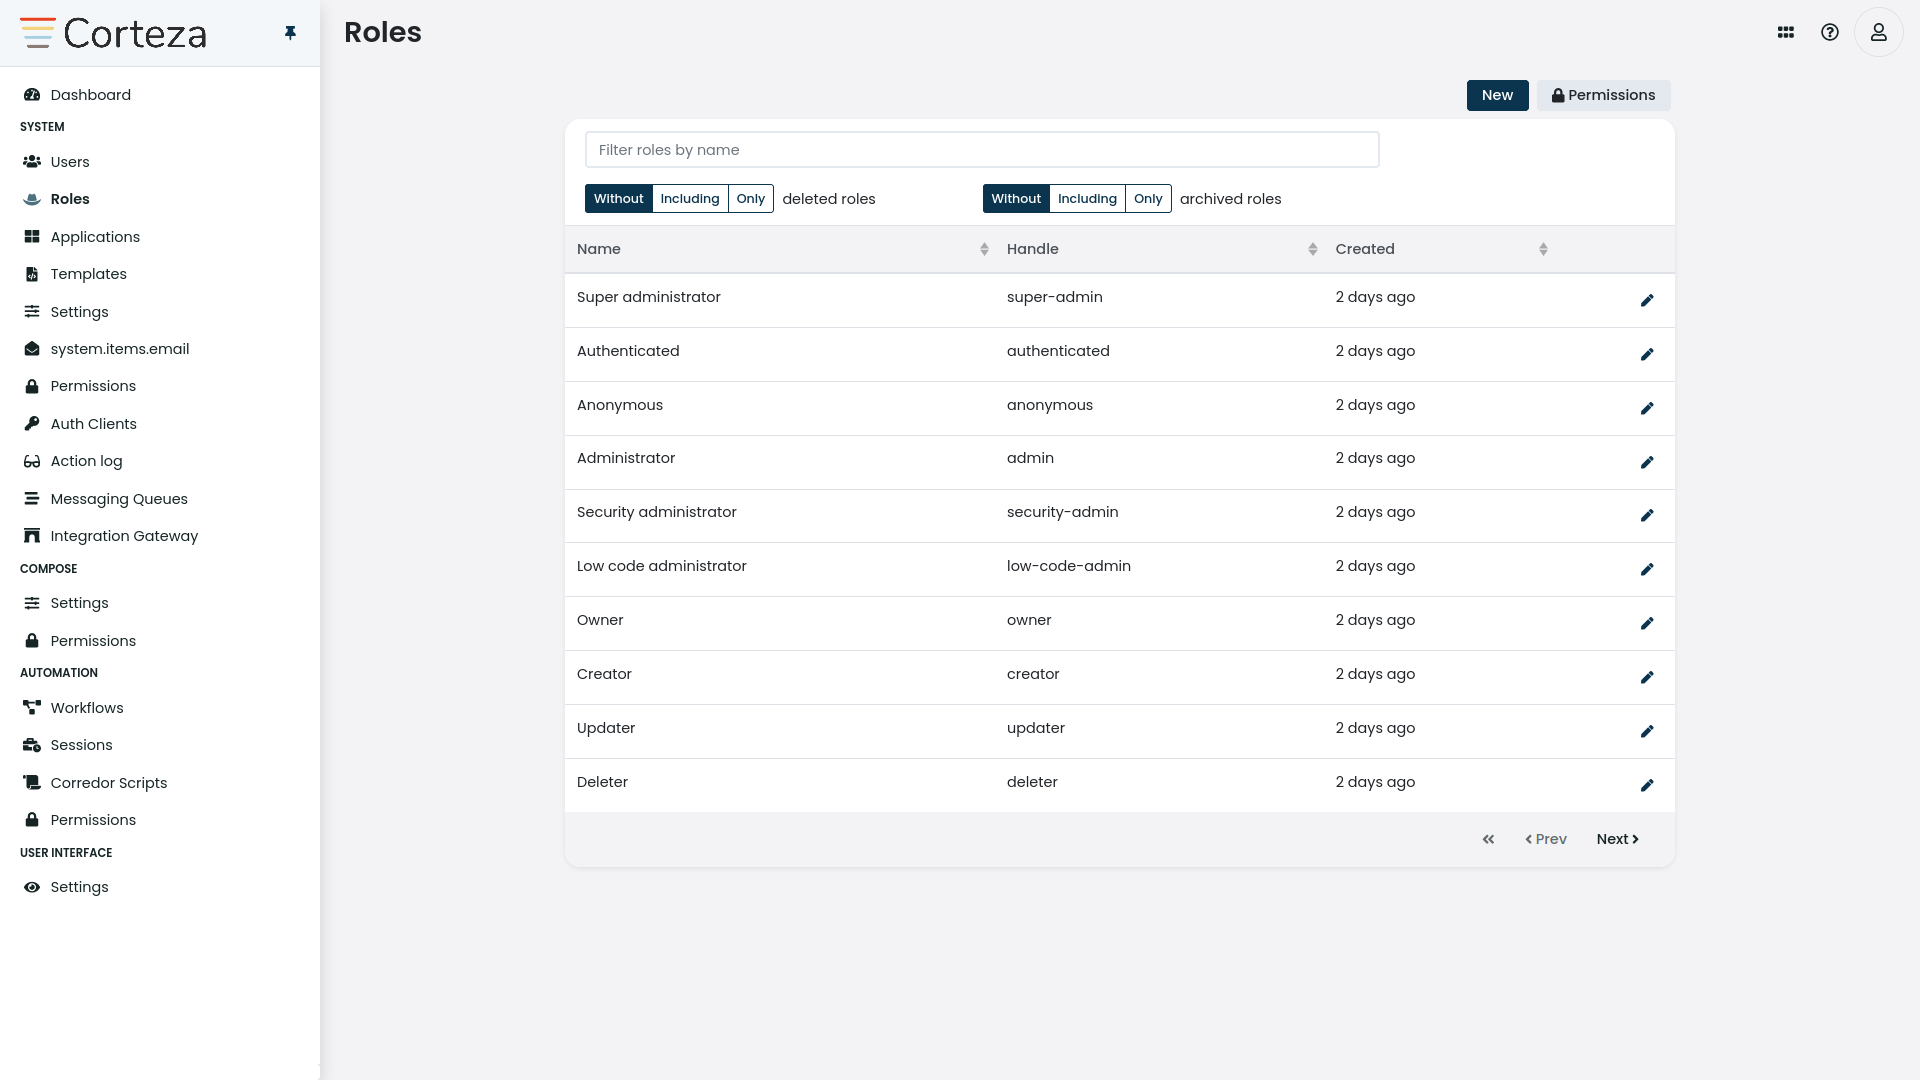 Corteza
Roles
Dashboard
SYSTEM
Users
Roles
Applications
Templates
Settings
system.items.email
Permissions
Auth Clients
Action log
Messaging Queues
Integration Gateway
COMPOSE
Settings
Permissions
AUTOMATION
Workflows
Sessions
Corredor Scripts
Permissions
USER INTERFACE
Settings
New Permissions
Filter roles by name
Without Including Only deleted roles Without Including Only archived roles
Name Handle Created
Super administrator super-admin 2 days ago
Authenticated authenticated 2 days ago
Anonymous anonymous 2 days ago
Administrator admin 2 days ago
Security administrator security-admin 2 days ago
Low code administrator low-code-admin 2 days ago
Owner owner 2 days ago
Creator creator 2 days ago
Updater updater 2 days ago
Deleter deleter 2 days ago
Prev Next